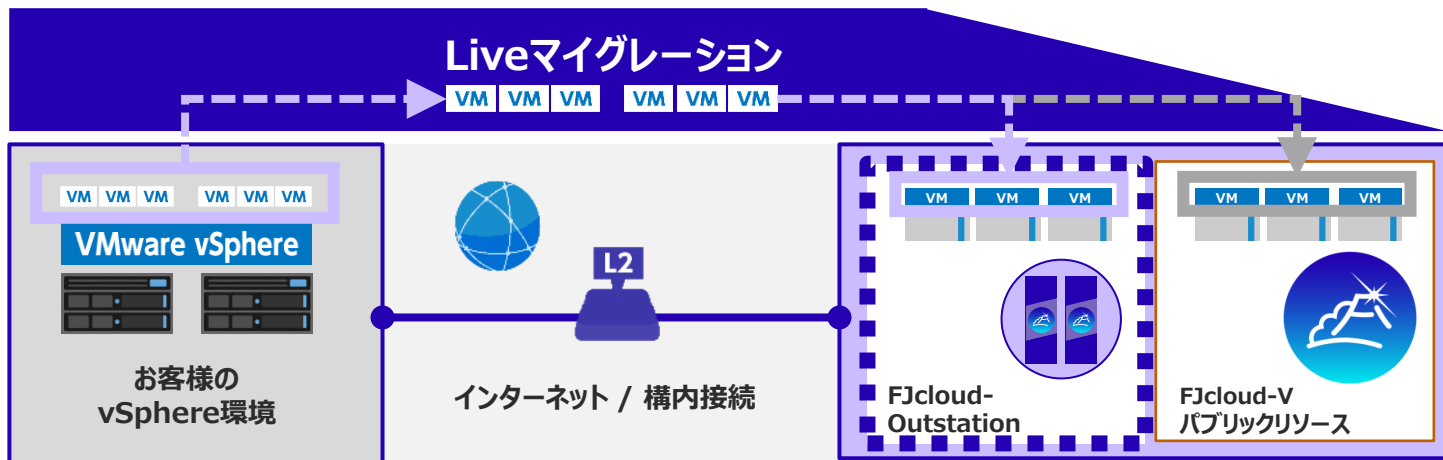 Liveマイグレーション
VM VM VM VM VM VM
VM VM VM VM VM VM
VMware vSphere
お客様の
vSphere環境
L2
インターネット / 構内接続
VM VM VM
FJcloud-
Outstation
VM VM VM
FJcloud-V
パブリックリソース